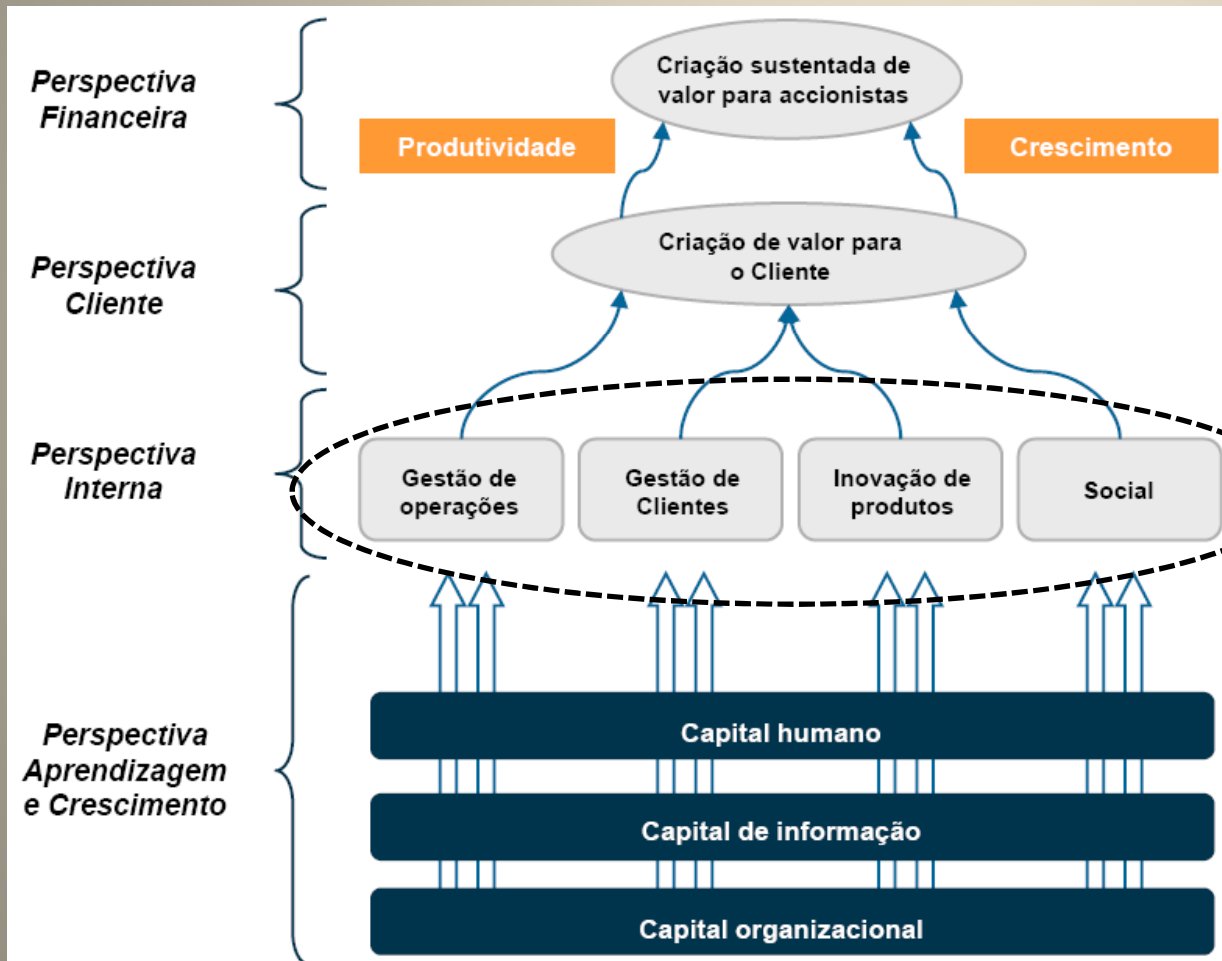 Perspectiva
Financeira
Criação sustentada de
valor para accionistas
Produtividade
Crescimento
Perspectiva
Cliente
Criação de valor para
o Cliente
Perspectiva
Interna
Gestão de
operações
Gestão de
Clientes
Inovação de
produtos
Social
Perspectiva
Aprendizagem
e Crescimento
Capital humano
Capital de informação
Capital organizacional